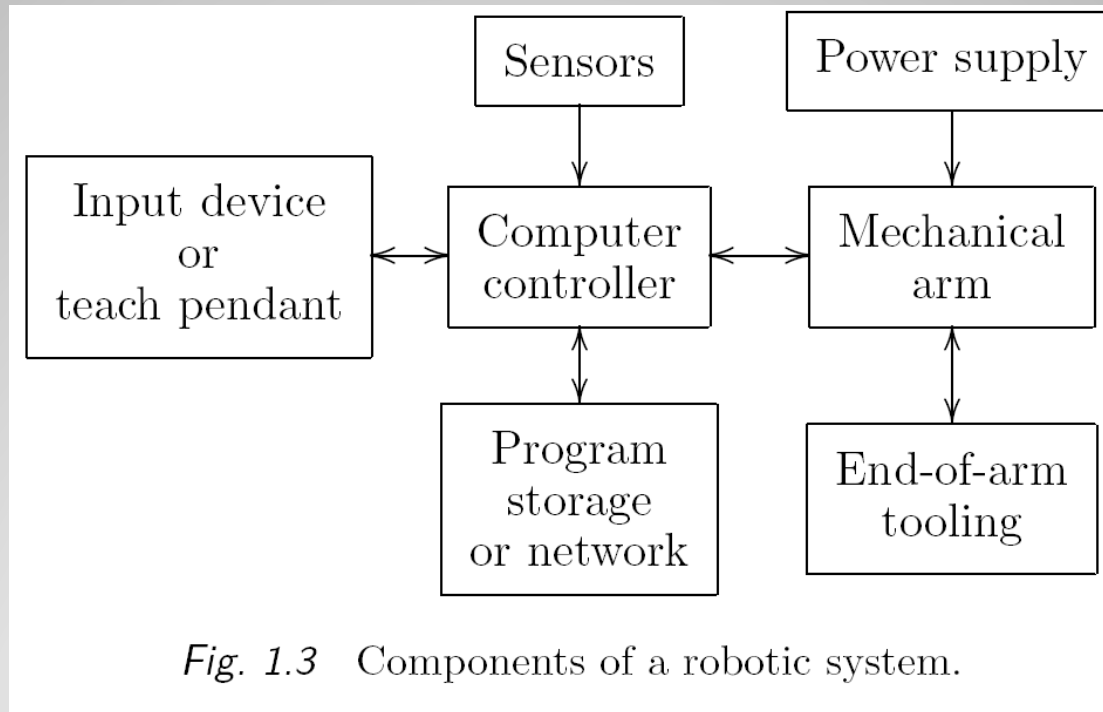 Sensors
Power supply
Input device
or
teach pendant
Computer
controller
Mechanical
arm
Program
storage
or network
End-of-arm
tooling
Fig. 1.3 Components of a robotic system.